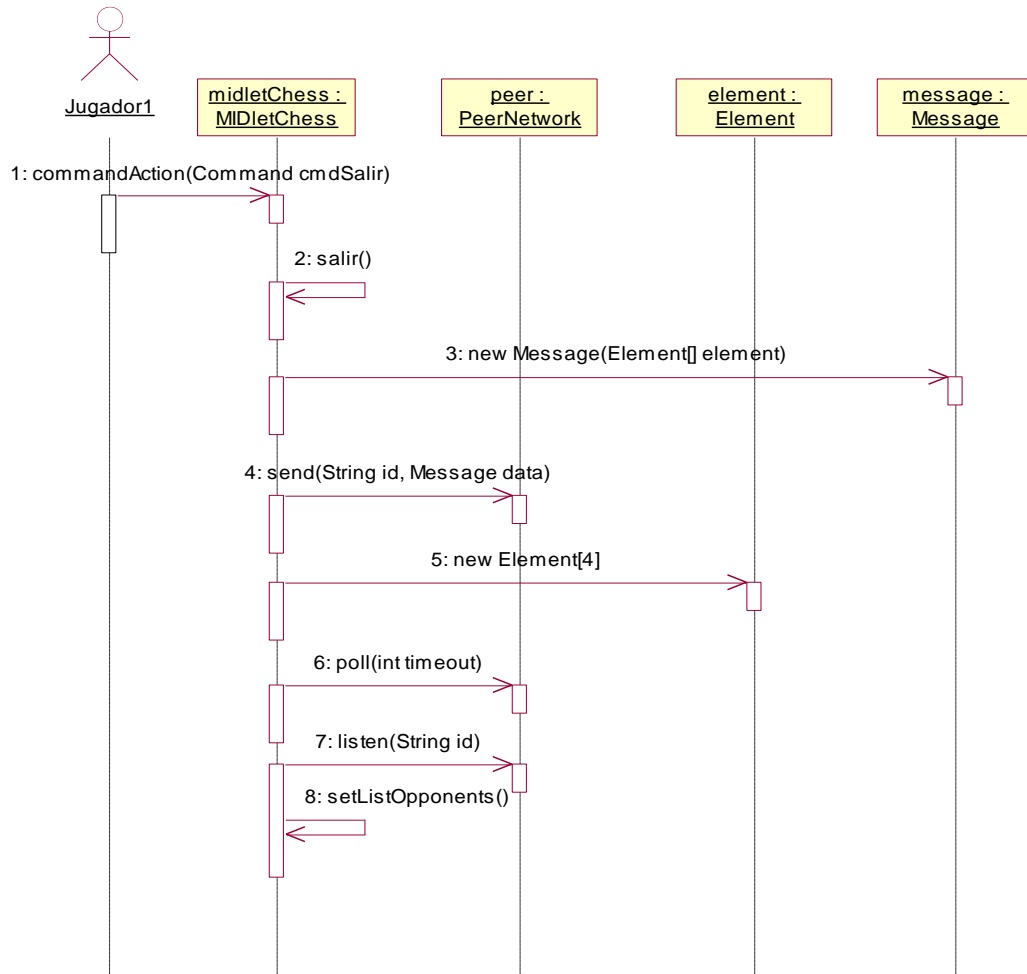 Jugador1
midletChess :
MIDletChess
peer :
PeerNetwork
element :
Element
message :
Message
1: commandAction(Command cmdSalir)
2: salir()
3: new Message(Element[] element)
4: send(String id, Message data)
5: new Element[4]
6: poll(int timeout)
7: listen(String id)
8: setListOpponents()